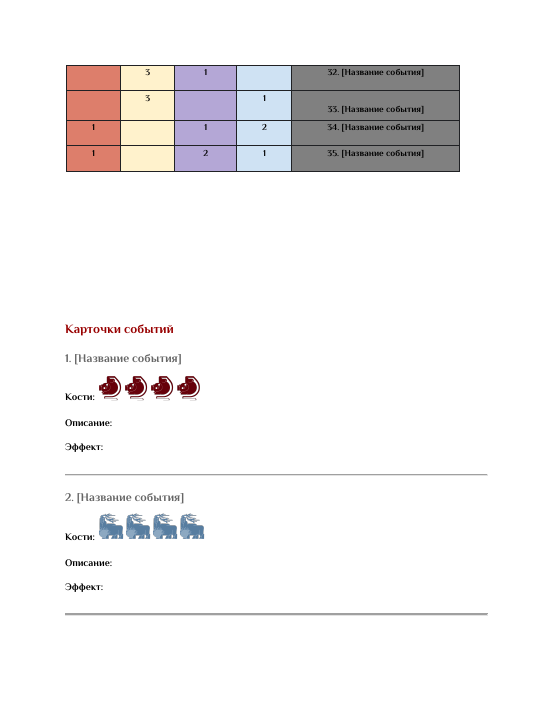 3 1 32. [Название события]
3 1 33. [Название события]
1 1 2 34. [Название события]
1 2 1 35. [Название события]
Карточки событий
1. [Название события]
Кости:
Описание:
Эффект:
2. [Название события]
Кости:
Описание:
Эффект: